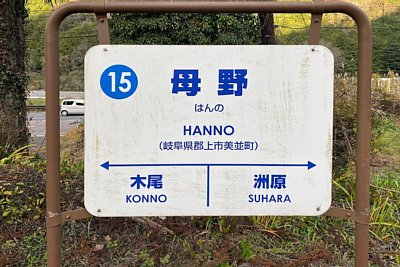 15 母野
はんの
HANNO
(岐阜県郡上市美並町)
木尾 洲原
KONNO SUHARA